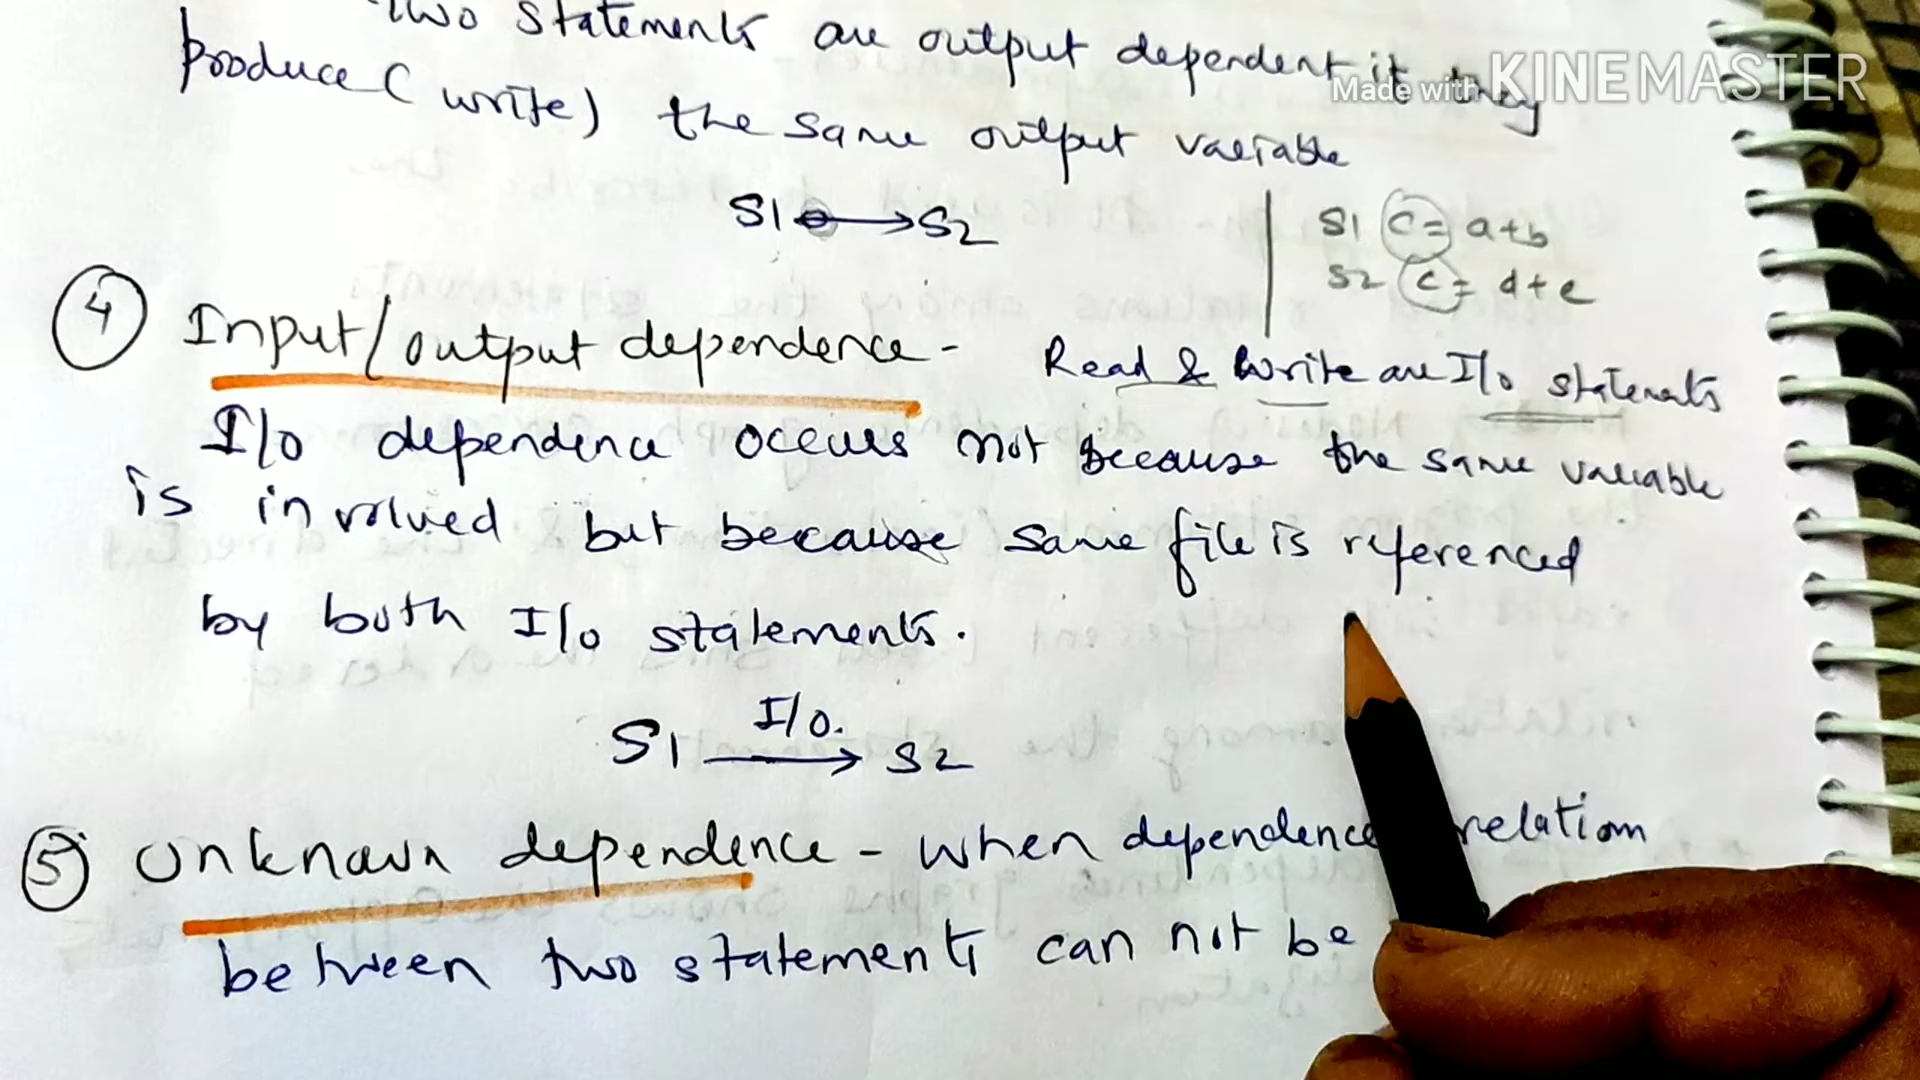 Two statements are output dependent if they
produce (write) the same output variable
S1 → S2
S1 C = a+b
S2 C = d+e
4 Input/output dependence -
Read & Write are I/o statements
I/o dependence occurs not because the same variable
is involved but because same file is referenced
by both I/o statements.
I/O.
S1 → S2
5 Unknown dependence - when dependence relation
between two statements can not be
Made with KINEMASTER